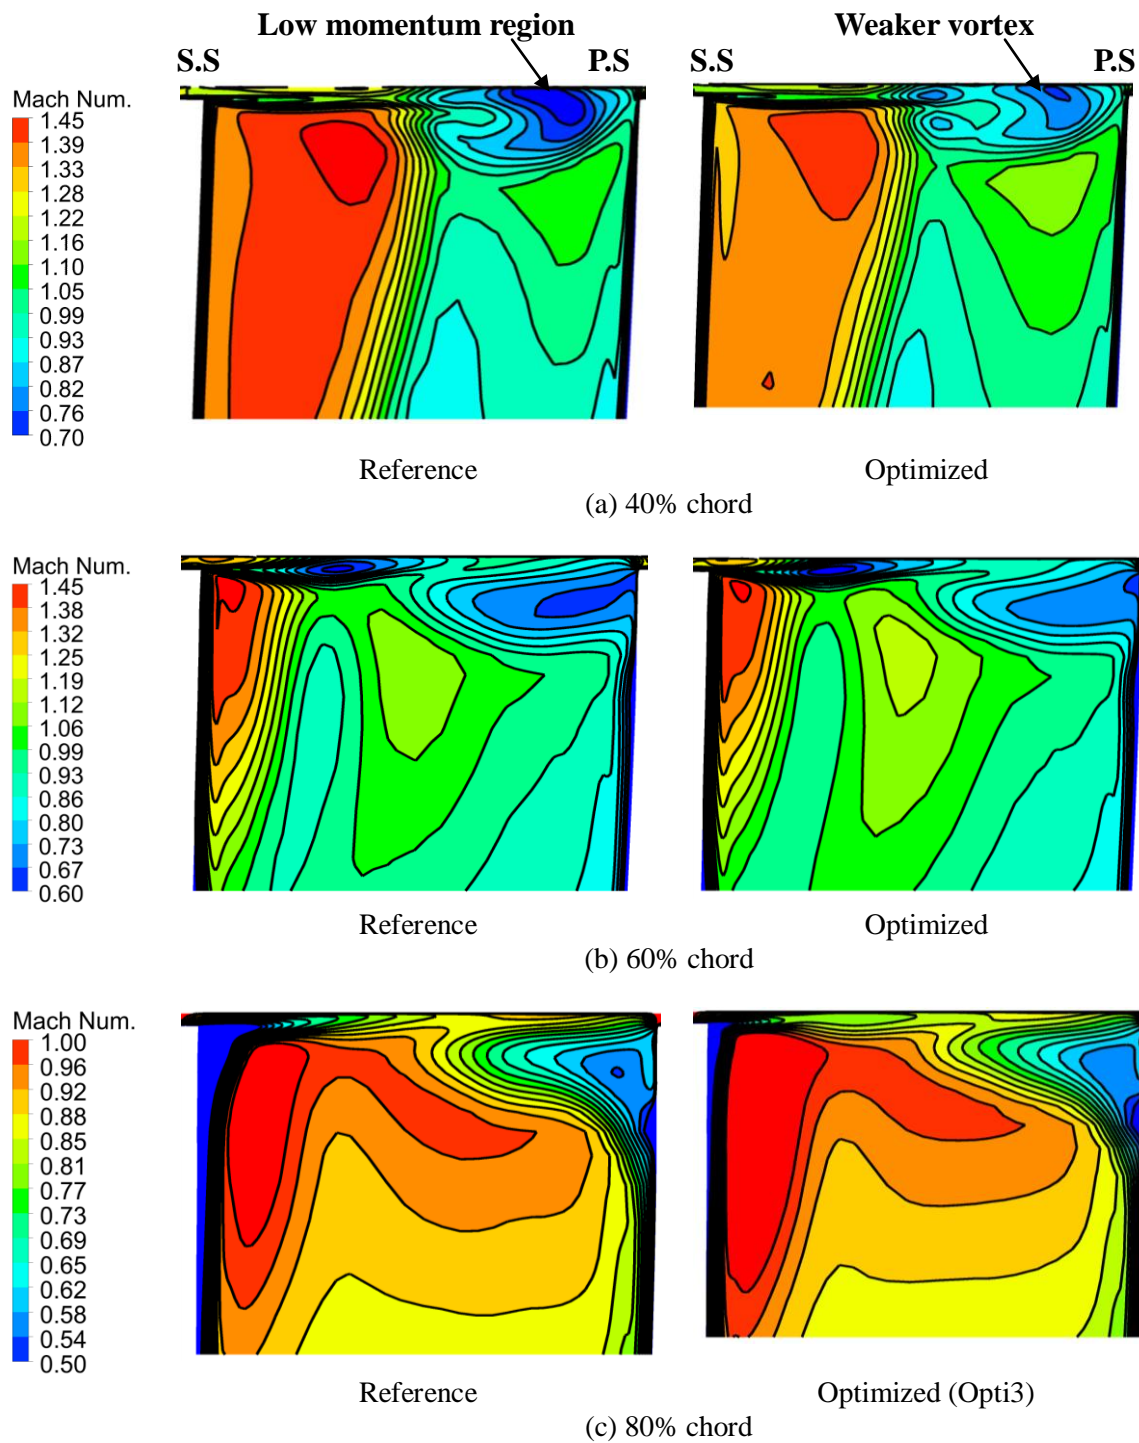 Low momentum region
Weaker vortex
S.S
P.S
S.S
P.S
Mach Num.
1.45
1.39
1.33
1.28
1.22
1.16
1.10
1.05
0.99
0.93
0.87
0.82
0.76
0.70
Reference
Optimized
(a) 40% chord
Mach Num.
1.45
1.38
1.32
1.25
1.19
1.12
1.06
0.99
0.93
0.86
0.80
0.73
0.67
0.60
Reference
Optimized
(b) 60% chord
Mach Num.
1.00
0.96
0.92
0.88
0.85
0.81
0.77
0.73
0.69
0.65
0.62
0.58
0.54
0.50
Reference
Optimized (Opti3)
(c) 80% chord